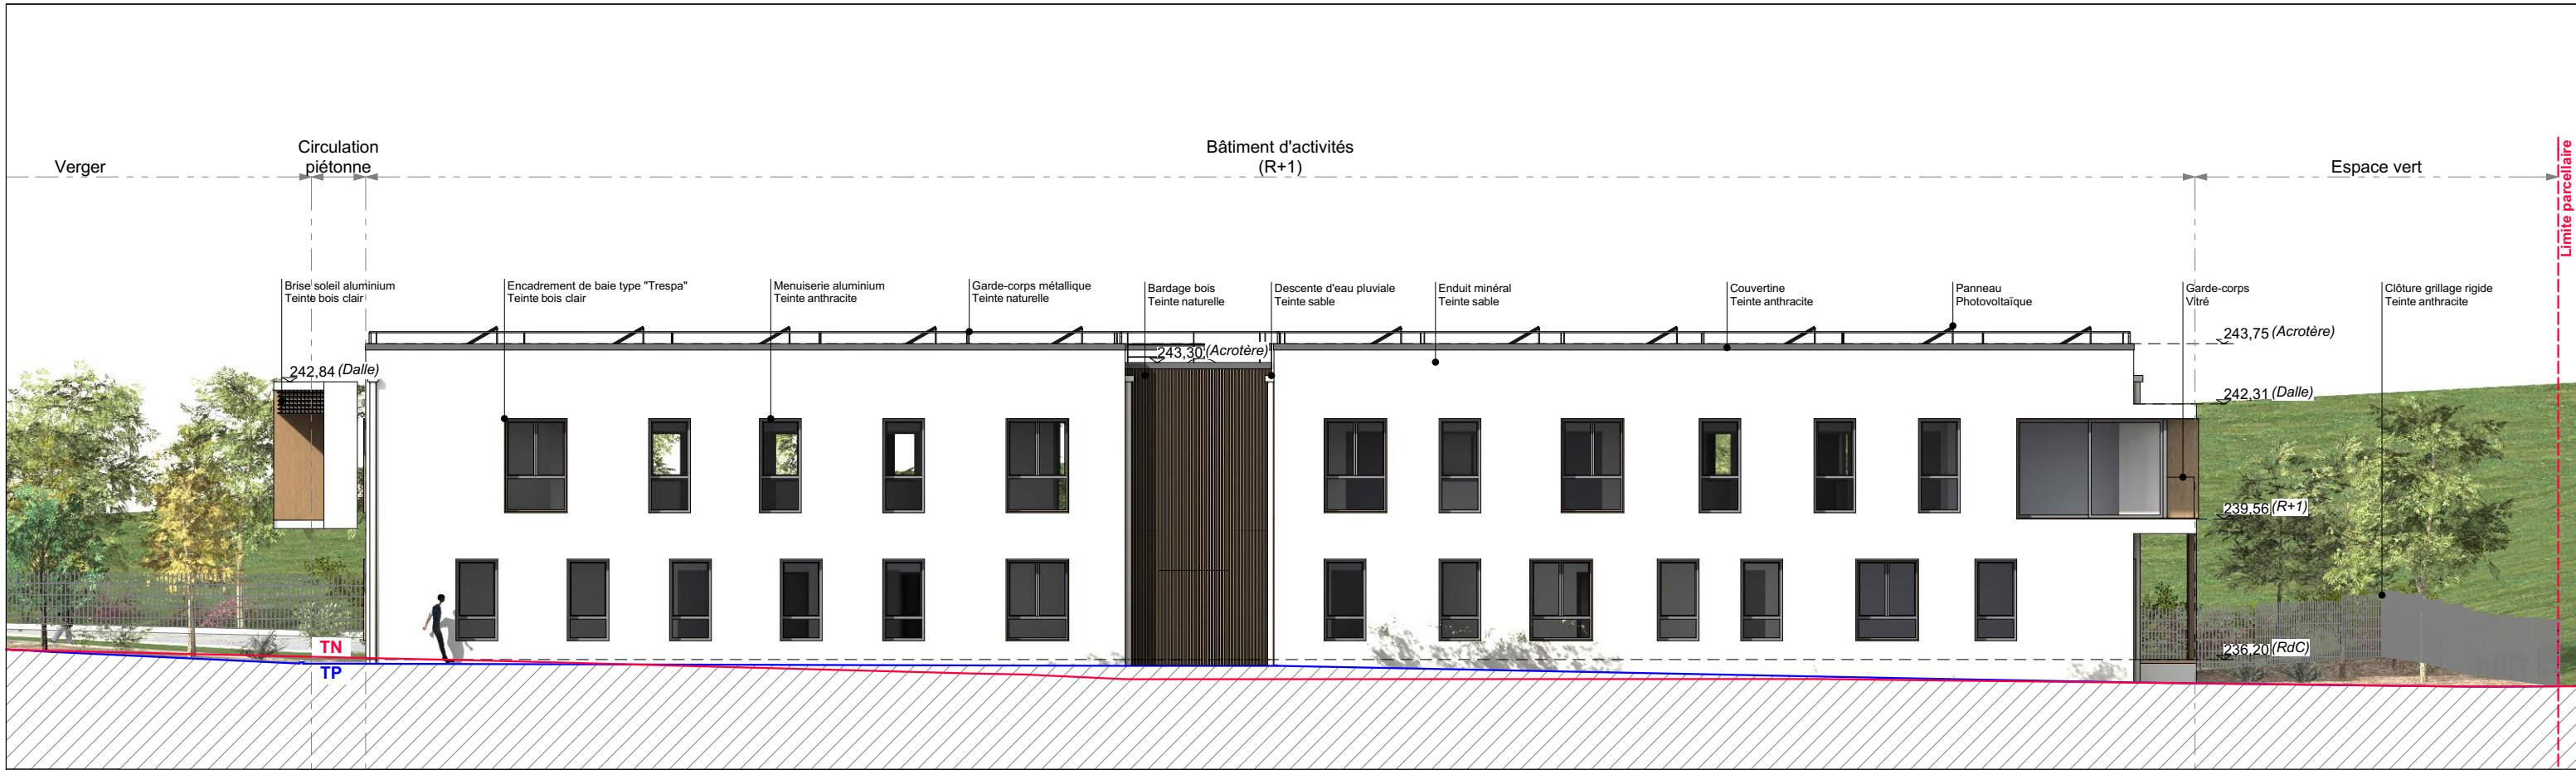 Verger
Circulation
piétonne
Bâtiment d'activités
(R+1)
Espace vert
Limite parcellaire
Brise soleil aluminium
Teinte bois clair
Encadrement de baie type "Trespa"
Teinte bois clair
Menuiserie aluminium
Teinte anthracite
Garde-corps métallique
Teinte naturelle
Bardage bois
Teinte naturelle
Descente d'eau pluviale
Teinte sable
Enduit minéral
Teinte sable
Couvertine
Teinte anthracite
Panneau
Photovoltaïque
Garde-corps
Vitré
Clôture grillage rigide
Teinte anthracite
243,75 (Acrotère)
243,30 (Acrotère)
242,84 (Dalle)
242,31 (Dalle)
239,56 (R+1)
236,20 (RdC)
TN
TP